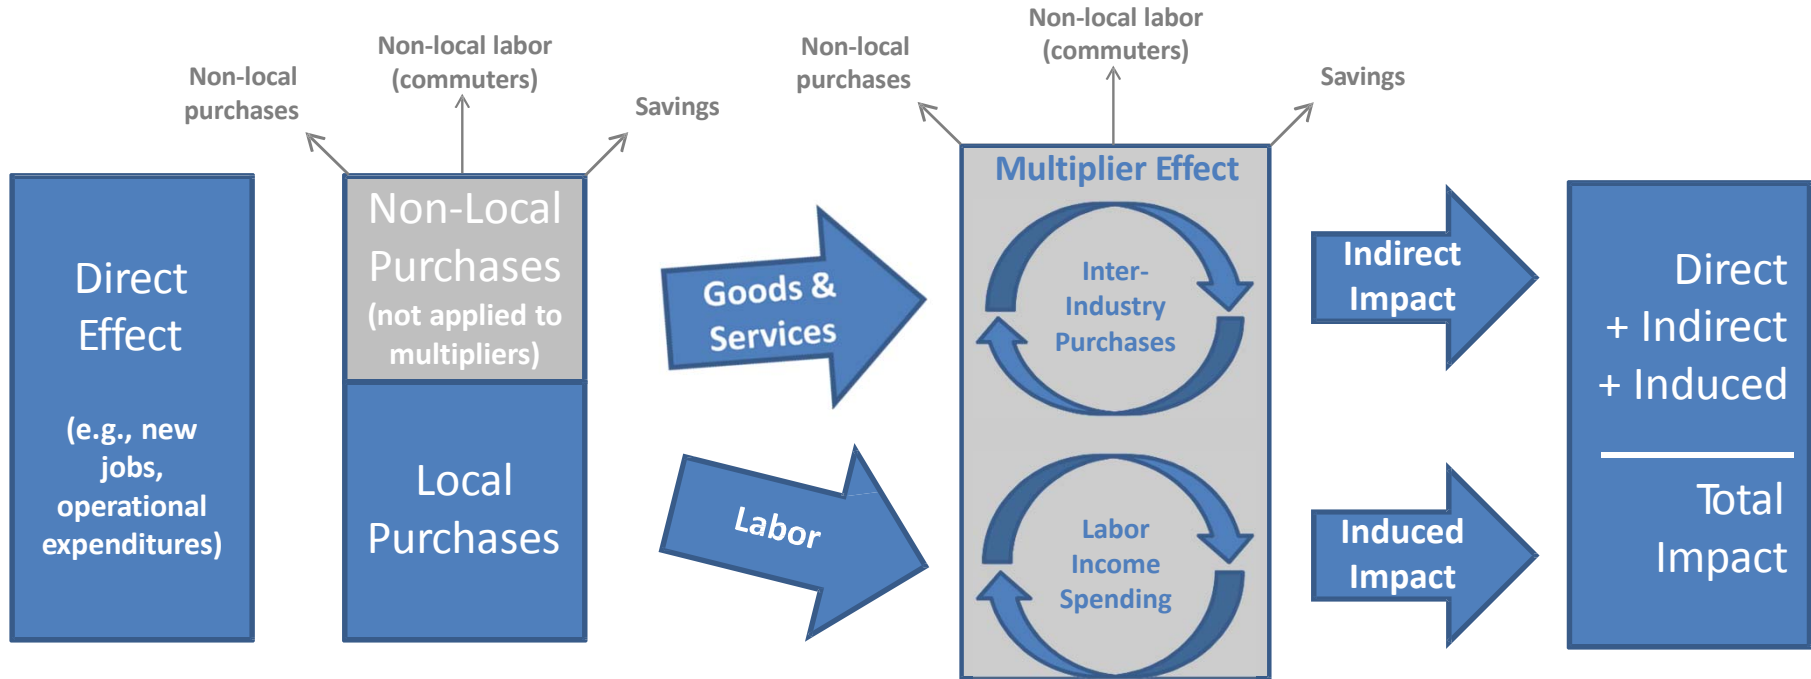 Direct
Effect
(e.g., new
jobs,
operational
expenditures)
Non-local
purchases
Non-local labor
(commuters)
Savings
Non-Local
Purchases
(not applied to
multipliers)
Local
Purchases
Goods &
Services
Labor
Non-local
purchases
Non-local labor
(commuters)
Savings
Multiplier Effect
Inter-
Industry
Purchases
Labor
Income
Spending
Indirect
Impact
Induced
Impact
Direct
+ Indirect
+ Induced
Total
Impact